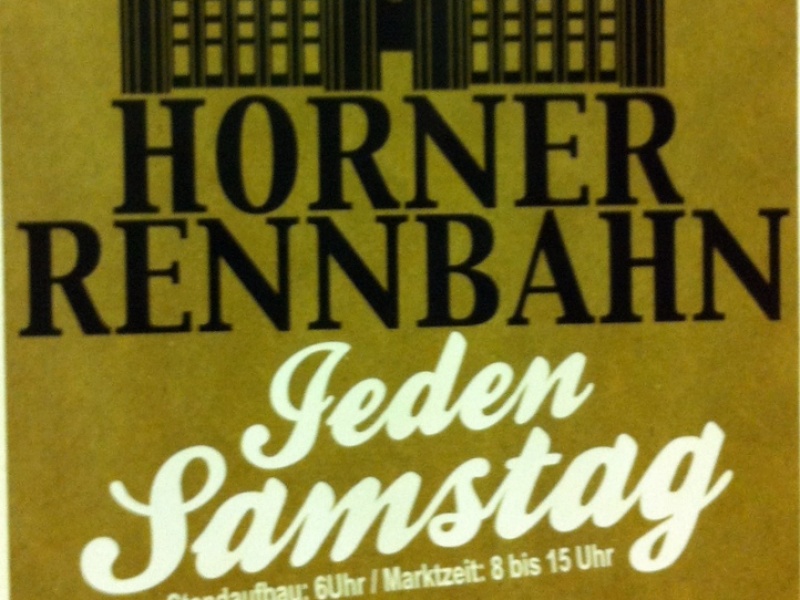 HORNER
RENNBAHN
Jeden
Samstag
Standaufbau: 6Uhr / Marktzeit: 8 bis 15 Uhr